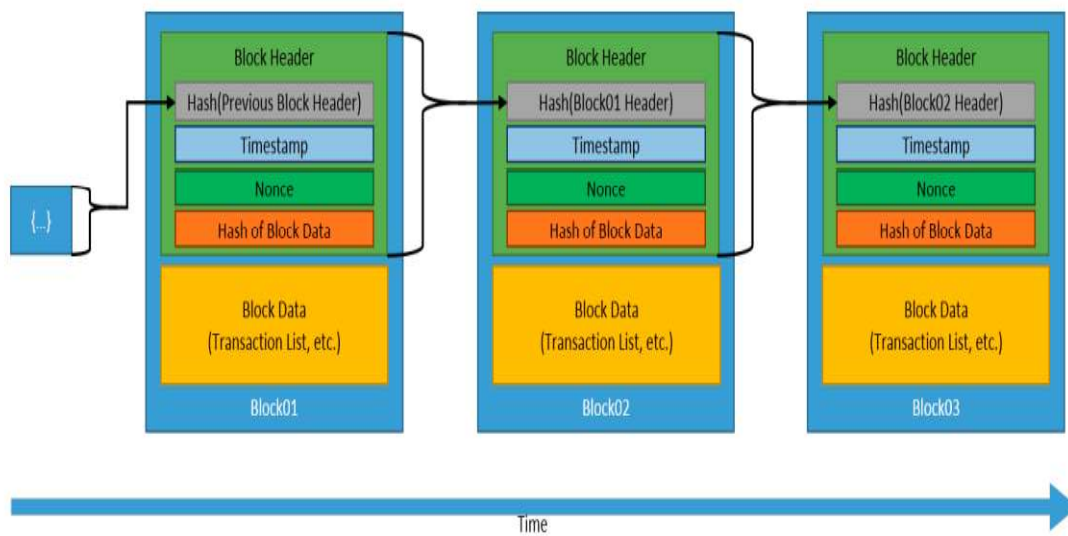 {...}
Block Header
Hash(Previous Block Header)
Timestamp
Nonce
Hash of Block Data
Block Data
(Transaction List, etc.)
Block01
Block Header
Hash(Block01 Header)
Timestamp
Nonce
Hash of Block Data
Block Data
(Transaction List, etc.)
Block02
Block Header
Hash(Block02 Header)
Timestamp
Nonce
Hash of Block Data
Block Data
(Transaction List, etc.)
Block03
Time